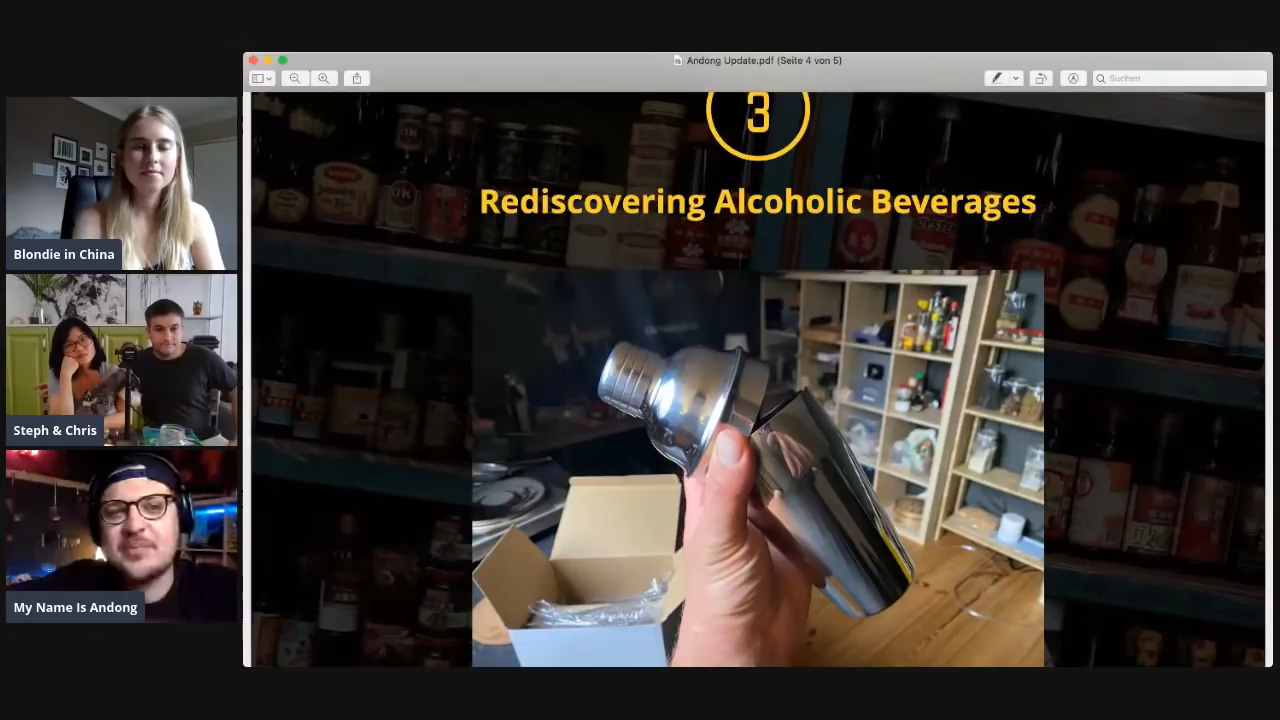 Andong Update.pdf (Seite 4 von 5)
Suchen
3
Rediscovering Alcoholic Beverages
Blondie in China
Steph & Chris
My Name Is Andong
OYSTER